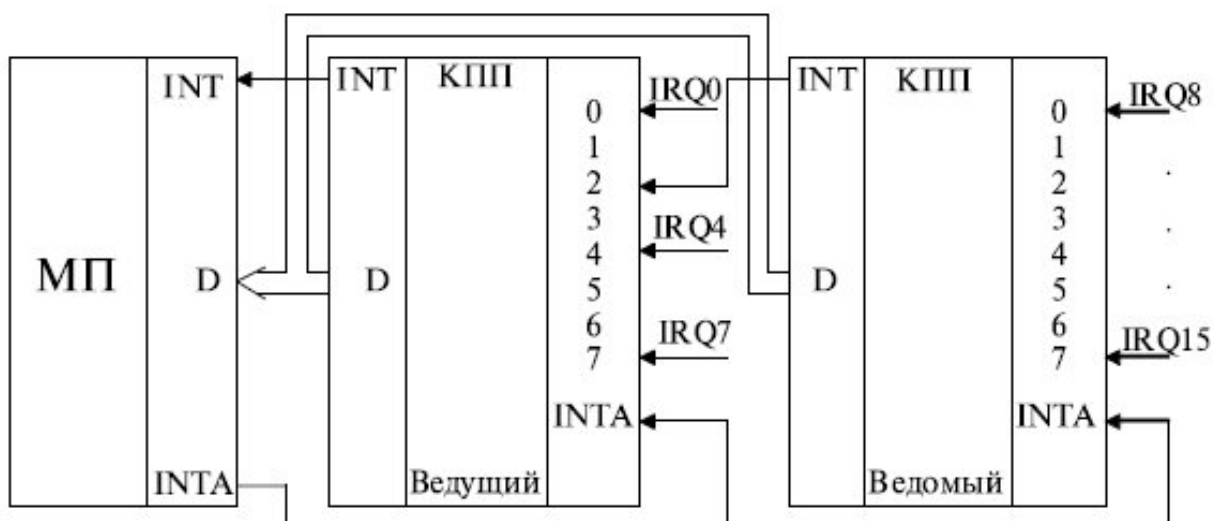 INT INT КПП INT КПП
IRQ0 IRQ8
0 0
1 1
2 2
3 3
IRQ4
4 4
МП D D D
5 5
6 6
IRQ7 IRQ15
7 7
INTA INTA
INTA Ведущий Ведомый